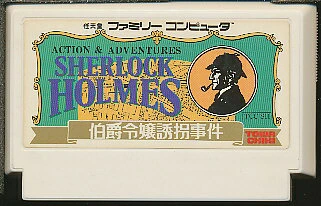 任天堂 ファミリー コンピュータ
ACTION & ADVENTURES
SHERLOCK
HOLMES
伯爵令嬢誘拐事件
TOWA
CHIKI